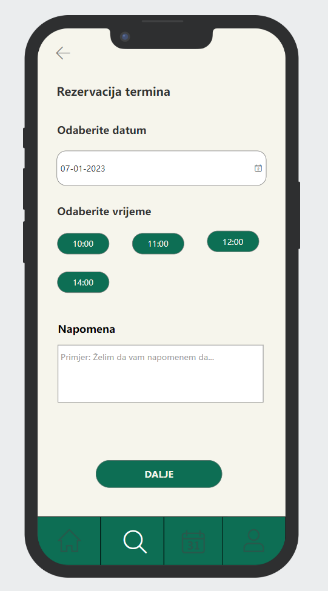 Rezervacija termina
Odaberite datum
07-01-2023
Odaberite vrijeme
10:00 11:00 12:00
14:00
Napomena
Primjer: Želim da vam napomenem da...
DALJE